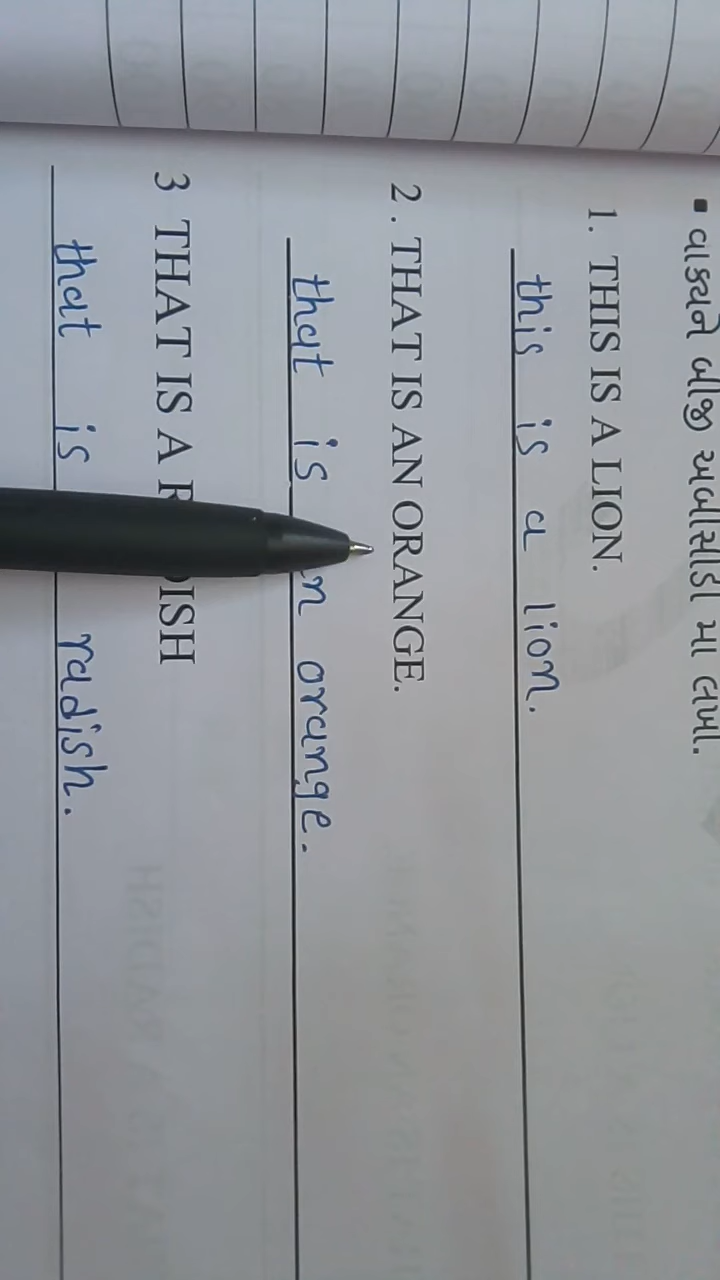 ▪ વાક્યને બીજી અબીસીડી મા લખો.
1. THIS IS A LION.
this is a lion.
2 . THAT IS AN ORANGE.
that is orange.
3 THAT IS A
that is radish.